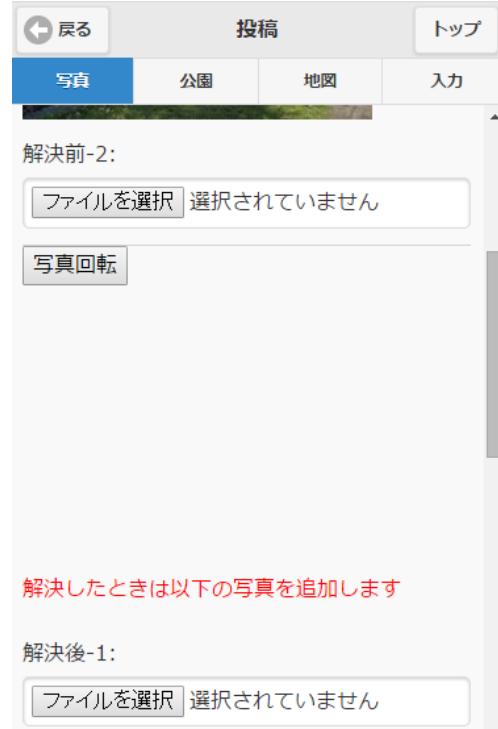 戻る 投稿 トップ
写真 公園 地図 入力
解決前-2:
ファイルを選択 選択されていません
写真回転
解決したときは以下の写真を追加します
解決後-1:
ファイルを選択 選択されていません